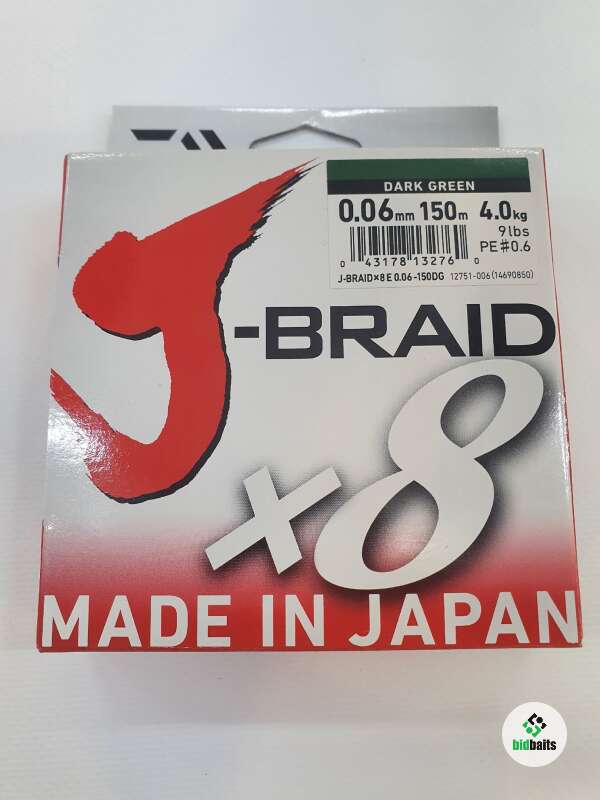 DARK GREEN
0.06mm 150m 4.0kg
9lbs
PE#0.6
0 43178 13276 0
J-BRAID×8E 0.06-150DG 12751-006(14690850)
J-BRAID
×8
MADE IN JAPAN
bidbaits